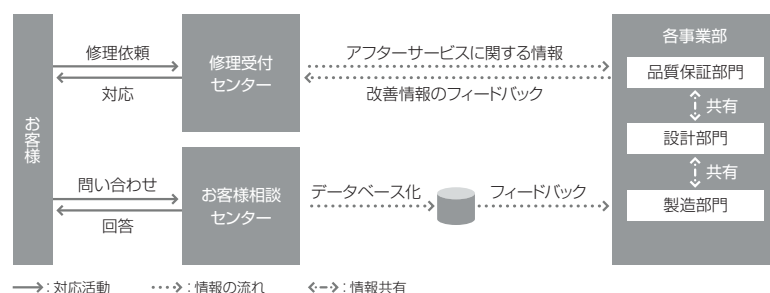 お客様
修理依頼
対応
修理受付
センター
アフターサービスに関する情報
改善情報のフィードバック
問い合わせ
回答
お客様相談
センター
データベース化
フィードバック
各事業部
品質保証部門
共有
設計部門
共有
製造部門
:対応活動
:情報の流れ
:情報共有